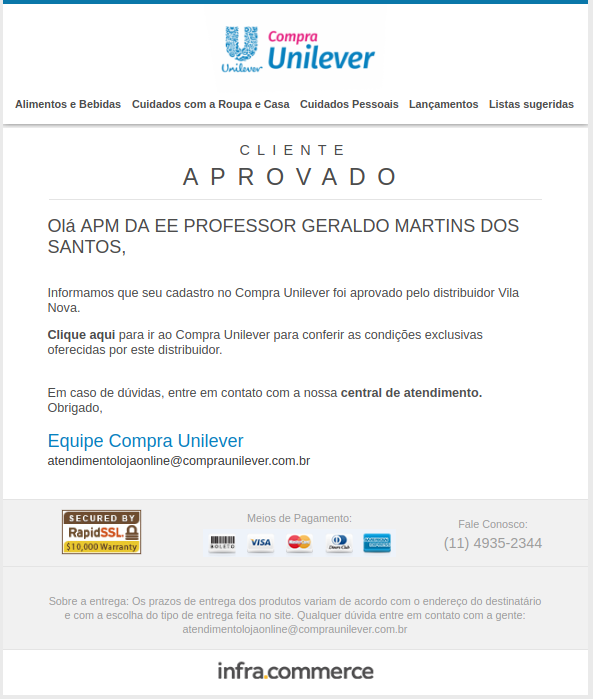 Compra
Unilever
Unilever
Alimentos e Bebidas Cuidados com a Roupa e Casa Cuidados Pessoais Lançamentos Listas sugeridas
CLIENTE
APROVADO
Olá APM DA EE PROFESSOR GERALDO MARTINS DOS
SANTOS,
Informamos que seu cadastro no Compra Unilever foi aprovado pelo distribuidor Vila
Nova.
Clique aqui para ir ao Compra Unilever para conferir as condições exclusivas
oferecidas por este distribuidor.
Em caso de dúvidas, entre em contato com a nossa central de atendimento.
Obrigado,
Equipe Compra Unilever
atendimentolojaonline@compraunilever.com.br
SECURED BY
RapidSSL.
$10,000 Warranty
Meios de Pagamento:
BOLETO VISA MasterCard Diners Club AMERICAN EXPRESS
Fale Conosco:
(11) 4935-2344
Sobre a entrega: Os prazos de entrega dos produtos variam de acordo com o endereço do destinatário
e com a escolha do tipo de entrega feita no site. Qualquer dúvida entre em contato com a gente:
atendimentolojaonline@compraunilever.com.br
infra.commerce